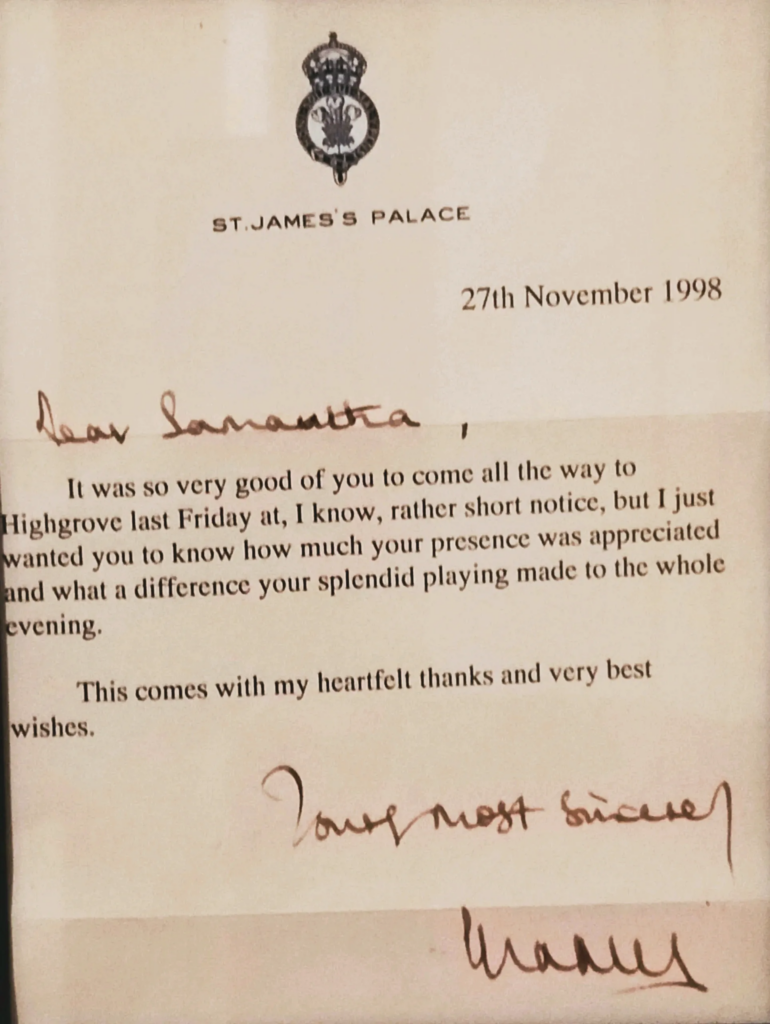 ST. JAMES'S PALACE
27th November 1998
Dear Samantha,
It was so very good of you to come all the way to
Highgrove last Friday at, I know, rather short notice, but I just
wanted you to know how much your presence was appreciated
and what a difference your splendid playing made to the whole
evening.
This comes with my heartfelt thanks and very best
wishes.
Yours most sincerely
Charles